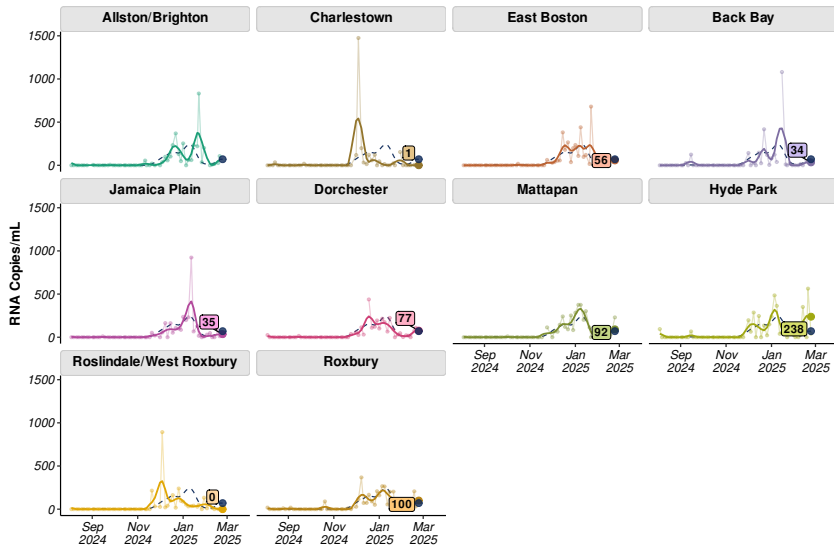 Allston/Brighton
Charlestown
East Boston
Back Bay
1500
1000
500
0
1
56
34
Jamaica Plain
Dorchester
Mattapan
Hyde Park
RNA Copies/mL
1500
1000
500
0
35
77
92
238
Sep 2024
Nov 2024
Jan 2025
Mar 2025
Sep 2024
Nov 2024
Jan 2025
Mar 2025
Roslindale/West Roxbury
Roxbury
1500
1000
500
0
0
100
Sep 2024
Nov 2024
Jan 2025
Mar 2025
Sep 2024
Nov 2024
Jan 2025
Mar 2025